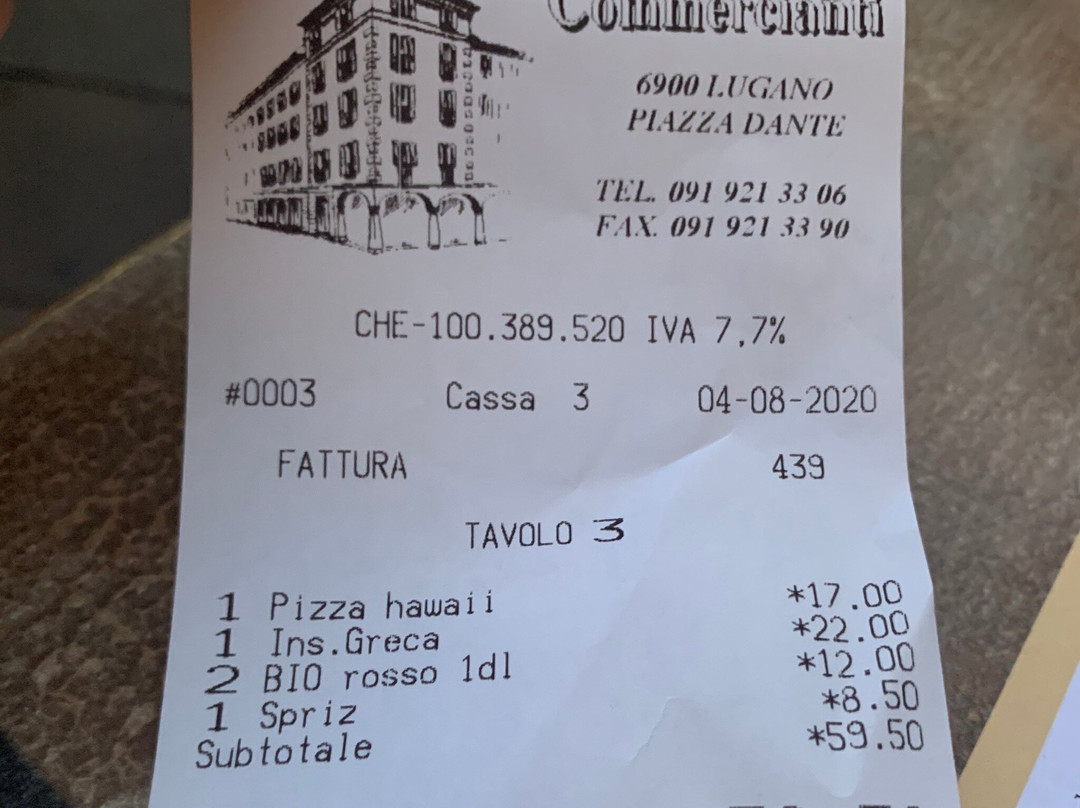 Commercianti
6900 LUGANO
PIAZZA DANTE
TEL. 091 921 33 06
FAX. 091 921 33 90
CHE-100.389.520 IVA 7,7%
#0003 Cassa 3 04-08-2020
FATTURA 439
TAVOLO 3
1 Pizza hawaii *17.00
1 Ins.Greca *22.00
2 BIO rosso 1dl *12.00
1 Spriz *8.50
Subtotale *59.50